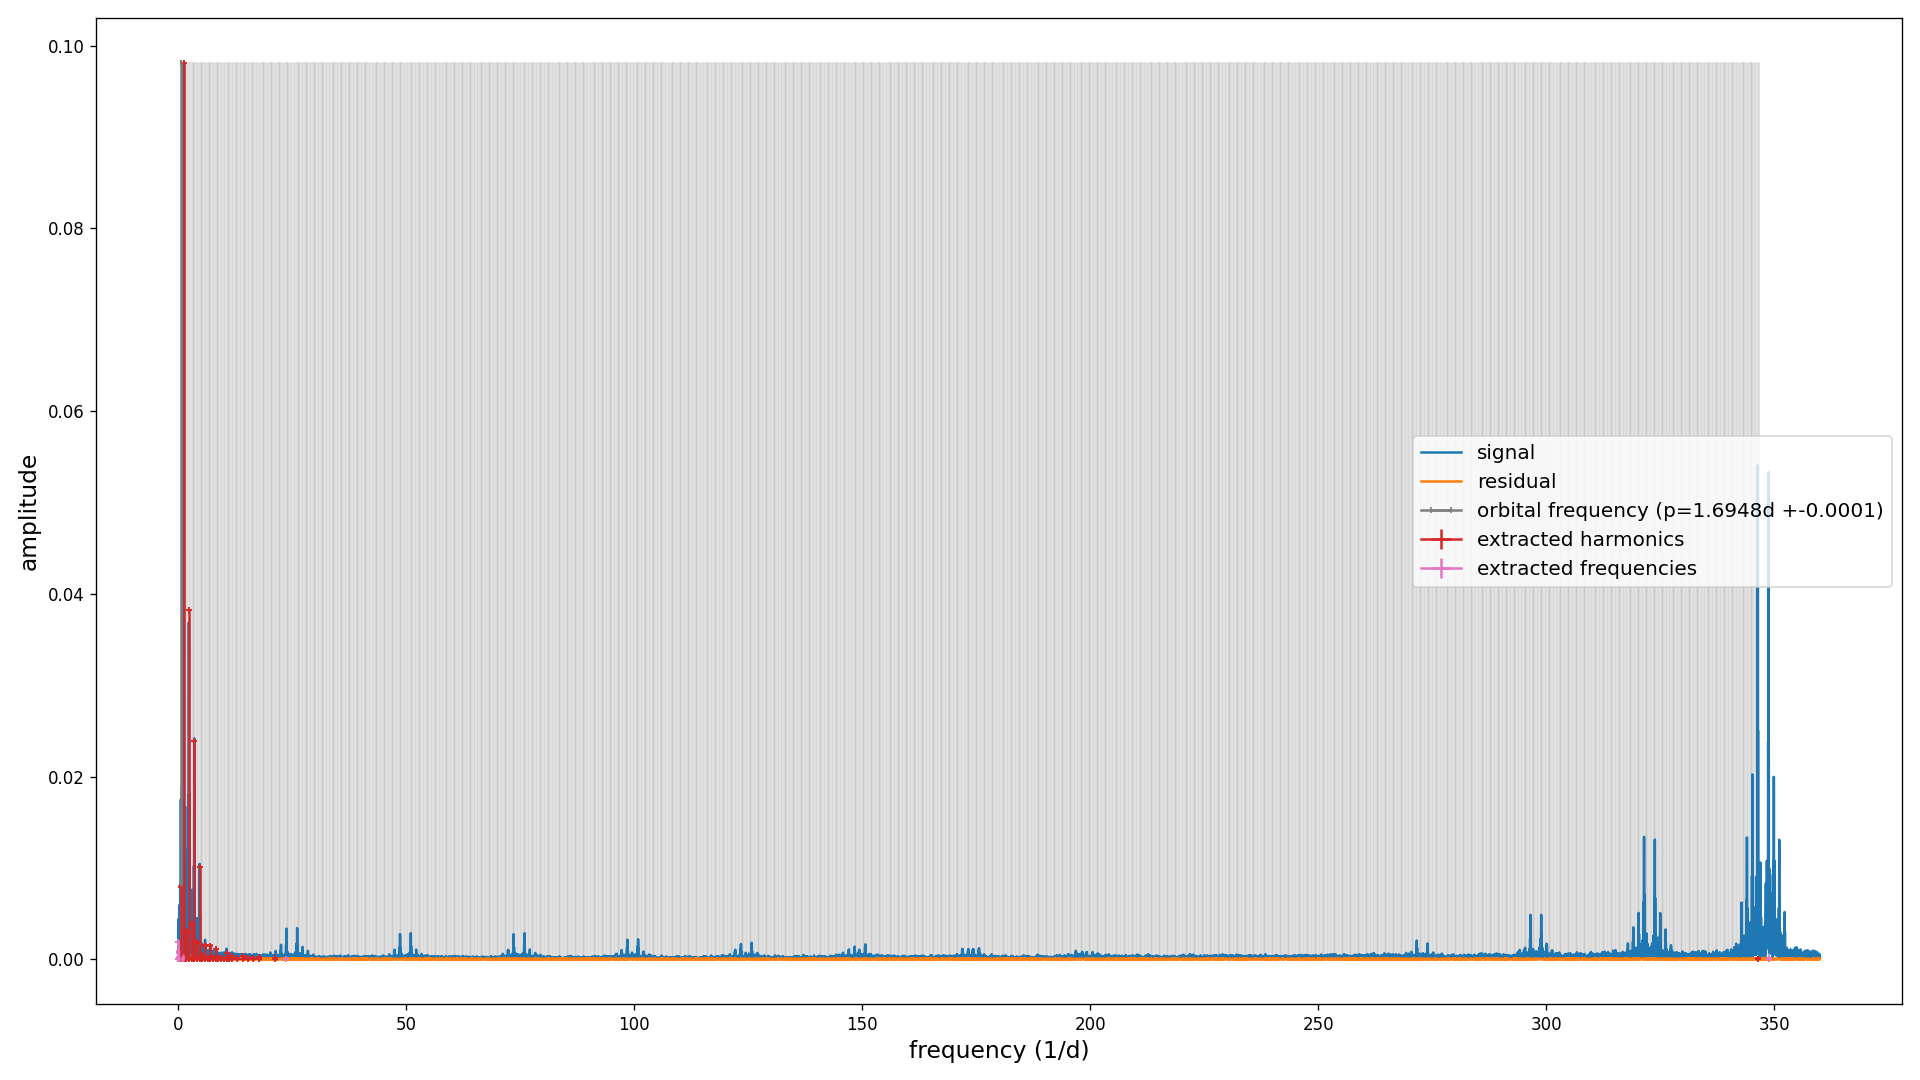 0.10
0.08
0.06
0.04
0.02
0.00
amplitude
signal
residual
orbital frequency (p=1.6948d +-0.0001)
extracted harmonics
extracted frequencies
0 50 100 150 200 250 300 350
frequency (1/d)